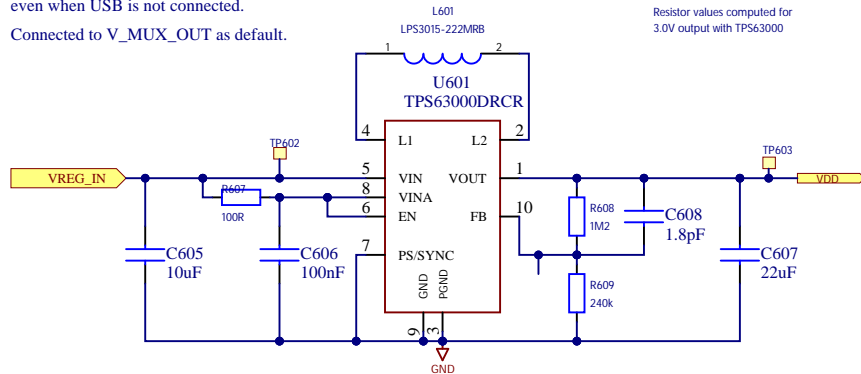 even when USB is not connected.
Connected to V_MUX_OUT as default.
L601
LPS3015-222MRB
Resistor values computed for
3.0V output with TPS63000
1
2
U601
TPS63000DRCR
4
L1
L2
2
TP602
TP603
VREG_IN
5
VIN
VOUT
1
VDD
R607
100R
8
VINA
6
EN
FB
10
R608
1M2
C608
1.8pF
7
PS/SYNC
C605
10uF
C606
100nF
C607
22uF
GND
PGND
R609
240k
9
3
GND